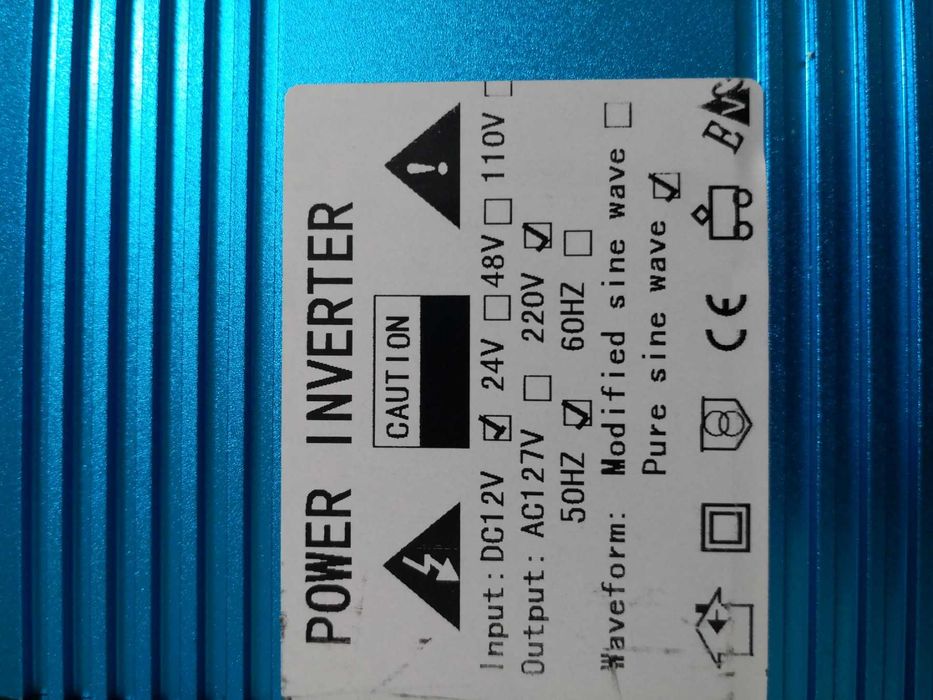 POWER INVERTER
CAUTION
Input: DC12V ☑ 24V ☐ 48V ☐ 110V ☐
Output: AC127V ☐ 220V ☑
50HZ ☑ 60HZ ☐
Waveform: Modified sine wave ☐
Pure sine wave ☑
CE